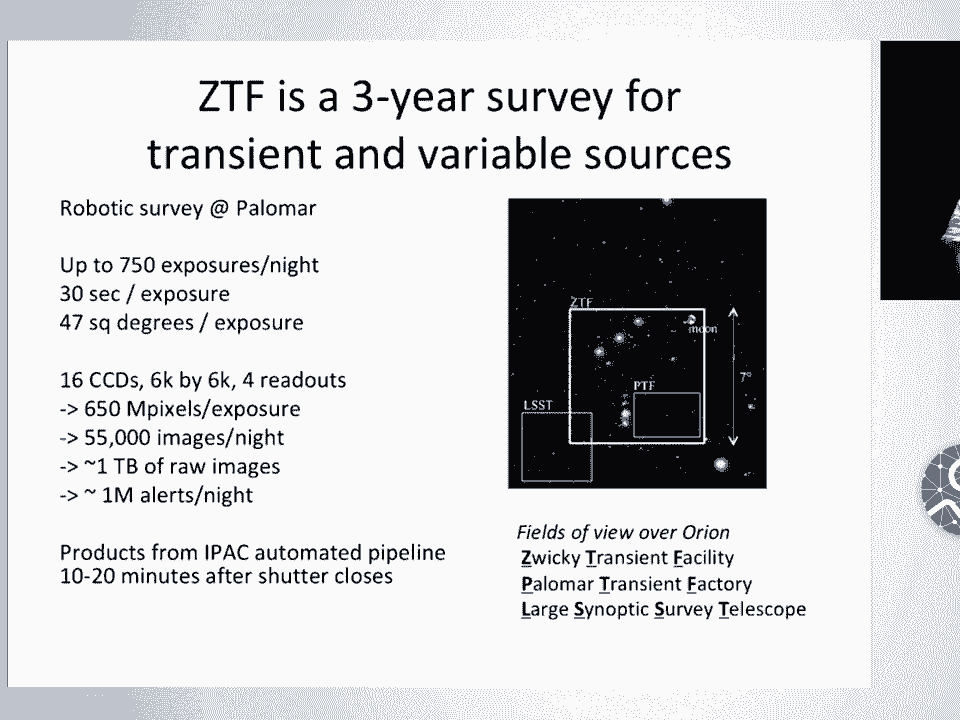 ZTF is a 3-year survey for
transient and variable sources
Robotic survey @ Palomar
Up to 750 exposures/night
30 sec / exposure
47 sq degrees / exposure
16 CCDs, 6k by 6k, 4 readouts
-> 650 Mpixels/exposure
-> 55,000 images/night
-> ~1 TB of raw images
-> ~ 1M alerts/night
Products from IPAC automated pipeline
10-20 minutes after shutter closes
ZTF
moon
7°
PTF
LSST
Fields of view over Orion
Zwicky Transient Facility
Palomar Transient Factory
Large Synoptic Survey Telescope